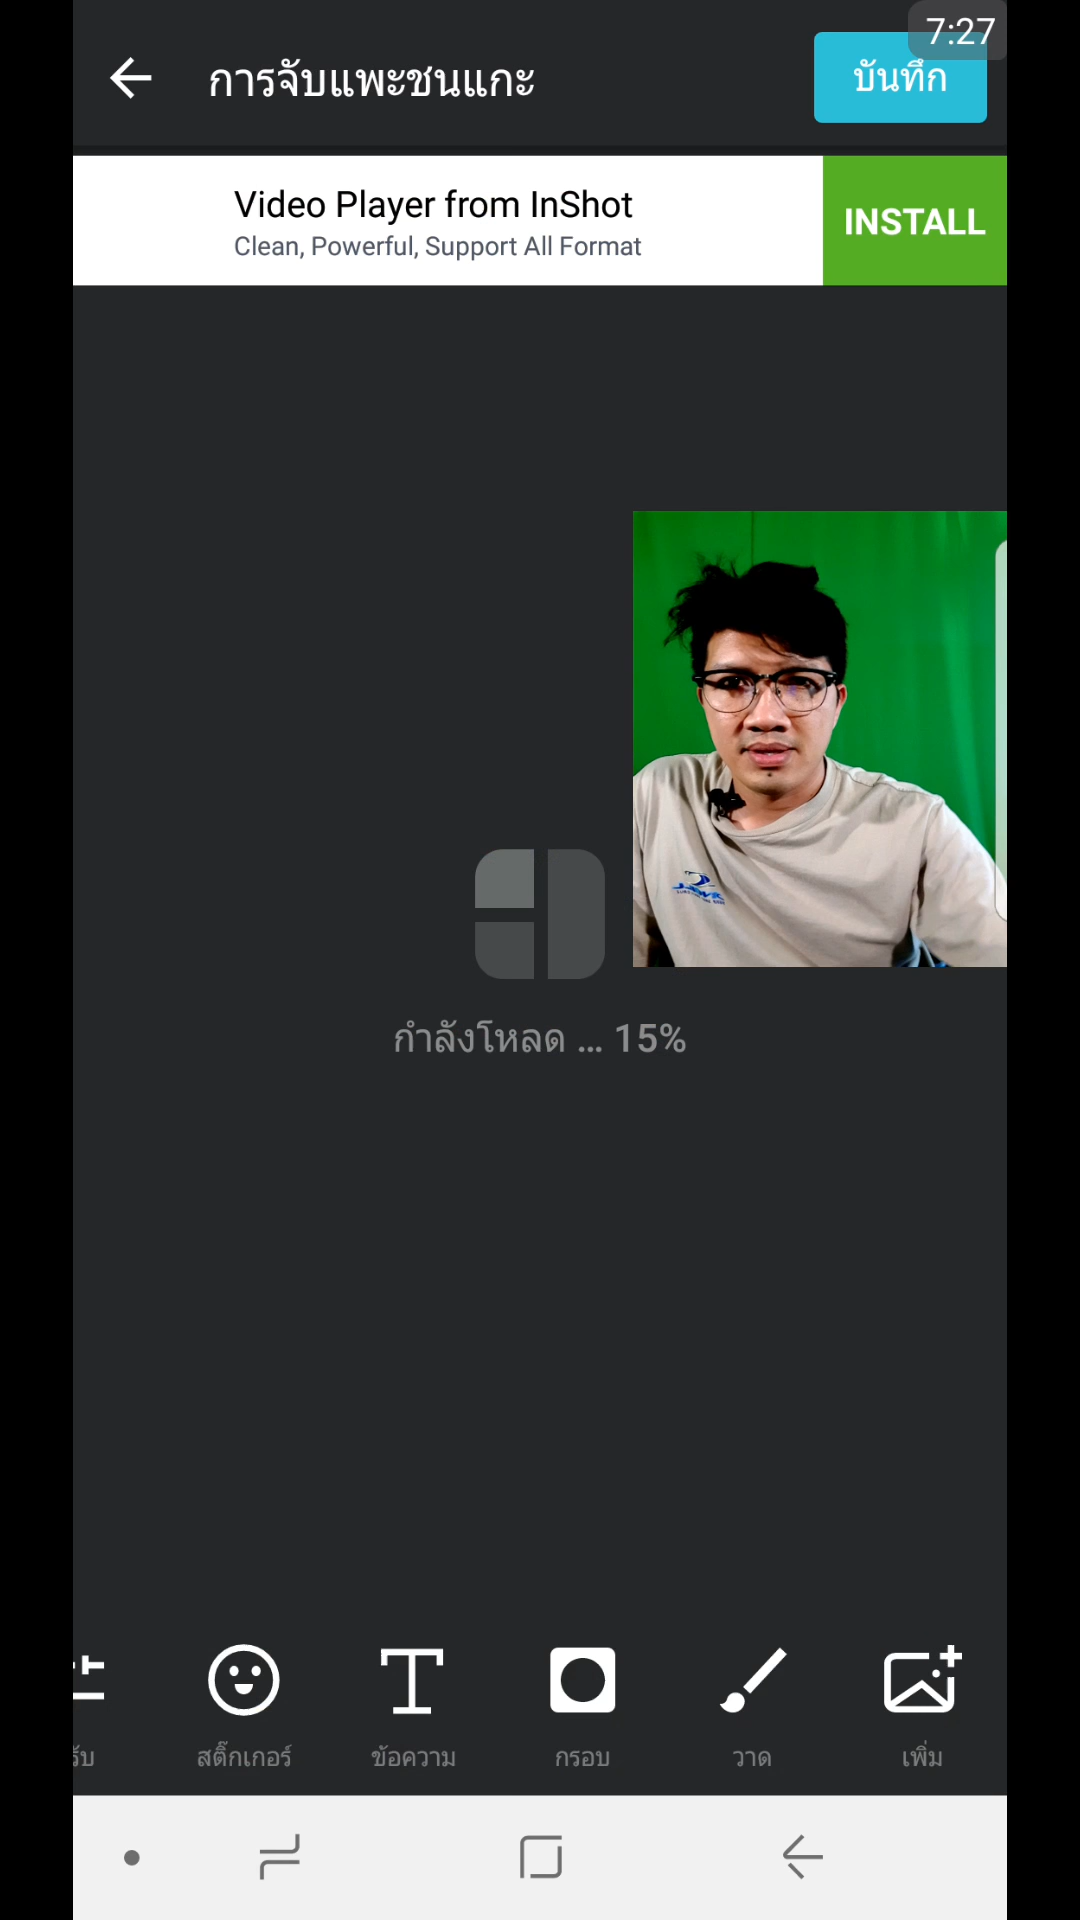 7:27
การจับแพะชนแกะ
บันทึก
Video Player from InShot
Clean, Powerful, Support All Format
INSTALL
กำลังโหลด ... 15%
สติ๊กเกอร์
ข้อความ
กรอบ
วาด
เพิ่ม